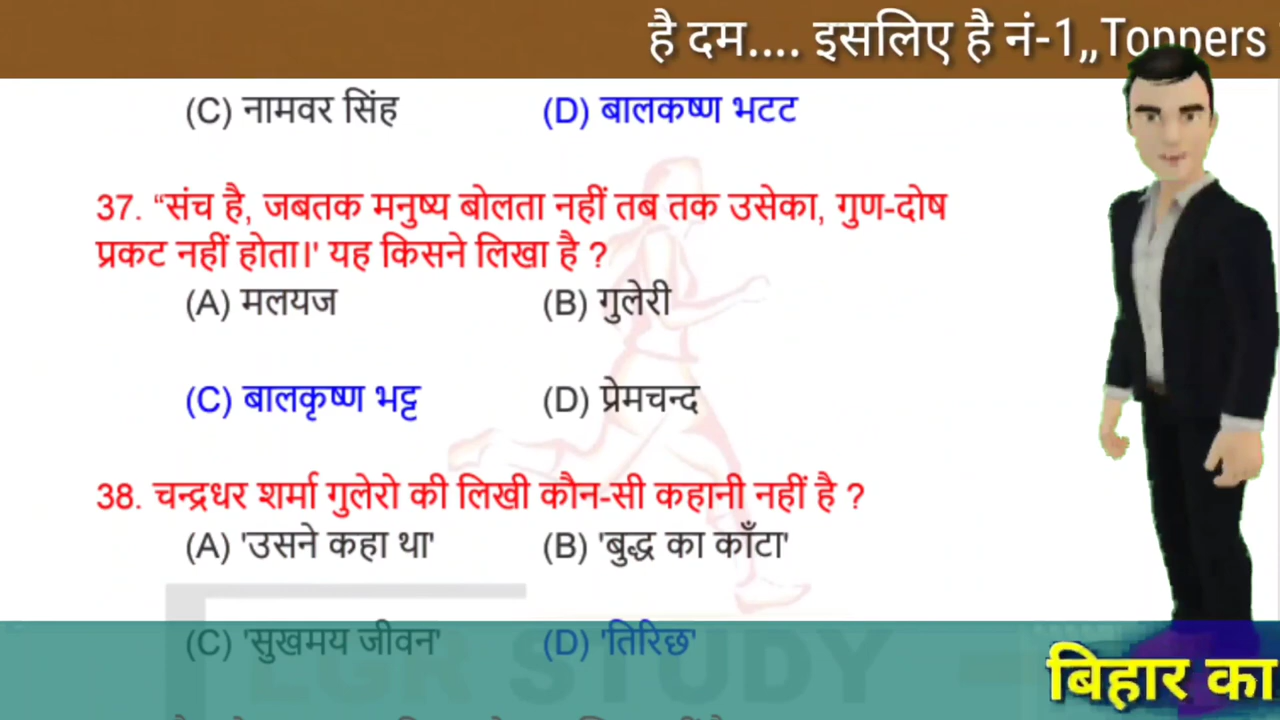 है दम.... इसलिए है नं-1,,Toppers
(C) नामवर सिंह (D) बालकष्ण भटट
37. “संच है, जबतक मनुष्य बोलता नहीं तब तक उसेका, गुण-दोष
प्रकट नहीं होता।' यह किसने लिखा है ?
(A) मलयज (B) गुलेरी
(C) बालकृष्ण भट्ट (D) प्रेमचन्द
38. चन्द्रधर शर्मा गुलेरो की लिखी कौन-सी कहानी नहीं है ?
(A) 'उसने कहा था' (B) 'बुद्ध का काँटा'
(C) 'सुखमय जीवन' (D) 'तिरिछ'
STUDY
बिहार का